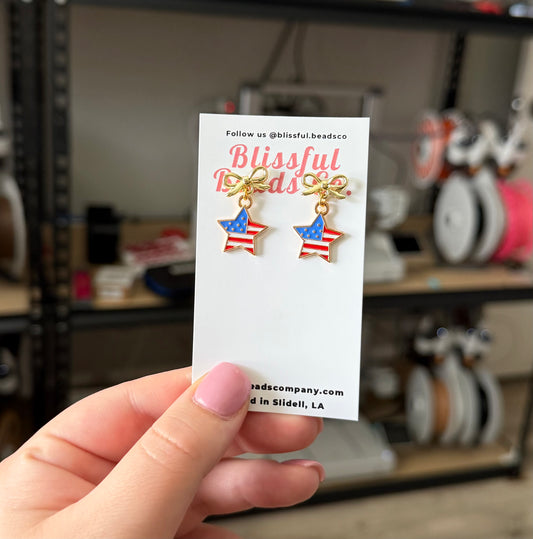 Follow us @blissful.beadsco
Blissful
Beads Co.
eadscompany.com
d in Slidell, LA